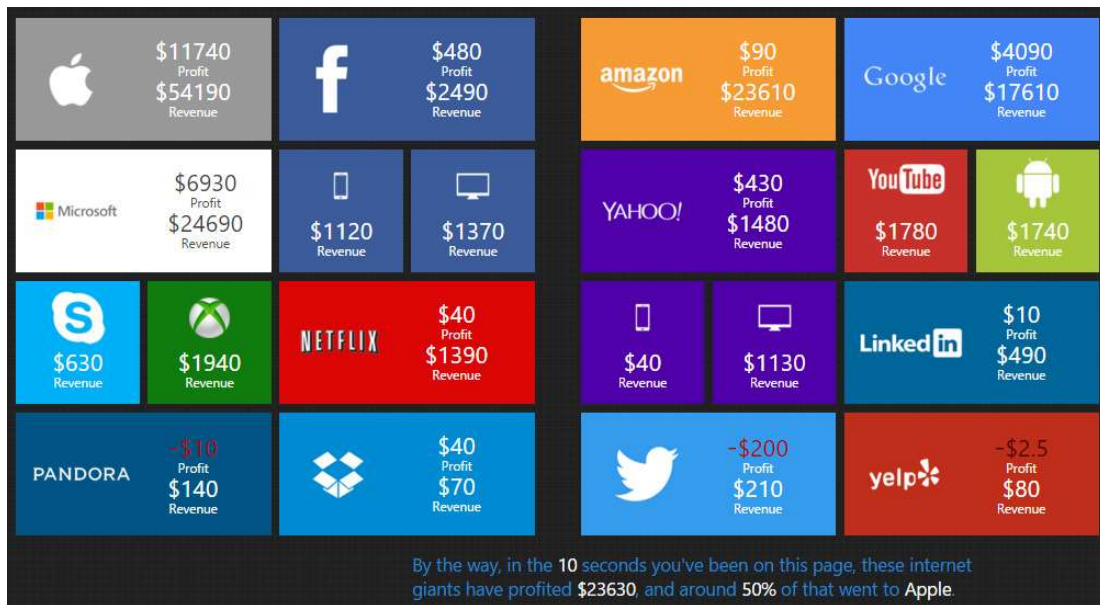 $11740
Profit
$54190
Revenue
$480
Profit
$2490
Revenue
amazon
$90
Profit
$23610
Revenue
Google
$4090
Profit
$17610
Revenue
Microsoft
$6930
Profit
$24690
Revenue
$1120
Revenue
$1370
Revenue
YAHOO!
$430
Profit
$1480
Revenue
YouTube
$1780
Revenue
$1740
Revenue
S
$630
Revenue
$1940
Revenue
NETFLIX
$40
Profit
$1390
Revenue
$40
Revenue
$1130
Revenue
Linked in
$10
Profit
$490
Revenue
PANDORA
-$10
Profit
$140
Revenue
$40
Profit
$70
Revenue
-$200
Profit
$210
Revenue
yelp
-$2.5
Profit
$80
Revenue
By the way, in the 10 seconds you've been on this page, these internet
giants have profited $23630, and around 50% of that went to Apple.